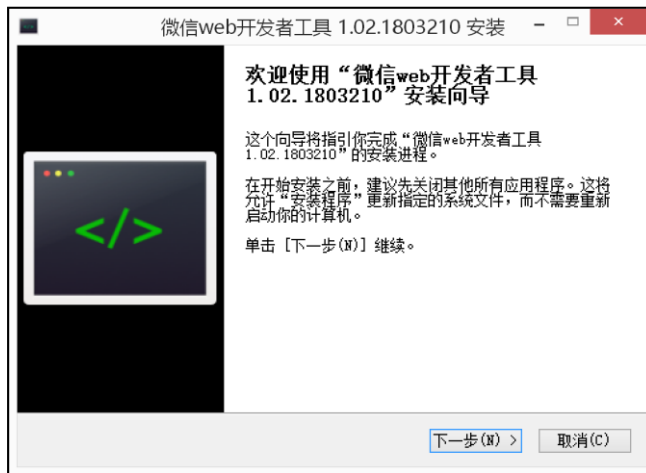 微信web开发者工具 1.02.1803210 安装
欢迎使用“微信web开发者工具
1.02.1803210”安装向导
这个向导将指引你完成“微信web开发者工具
1.02.1803210”的安装进程。
在开始安装之前，建议先关闭其他所有应用程序。这将
允许“安装程序”更新指定的系统文件，而不需要重新
启动你的计算机。
单击 [下一步(N)] 继续。
</>
下一步(N) >
取消(C)